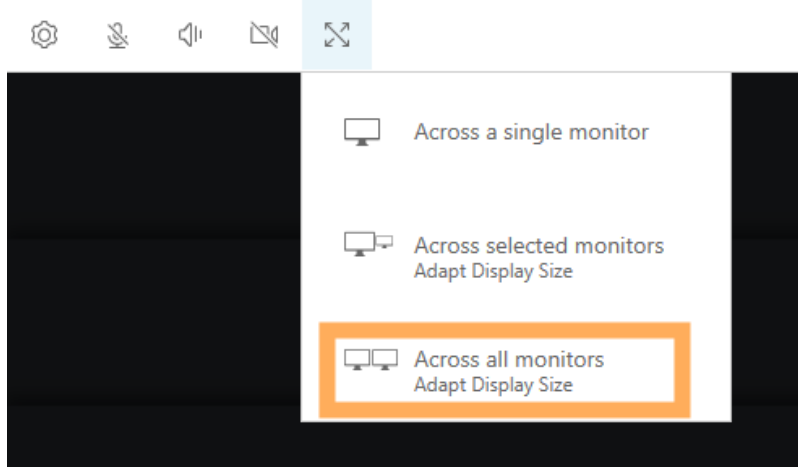 Across a single monitor
Across selected monitors
Adapt Display Size
Across all monitors
Adapt Display Size